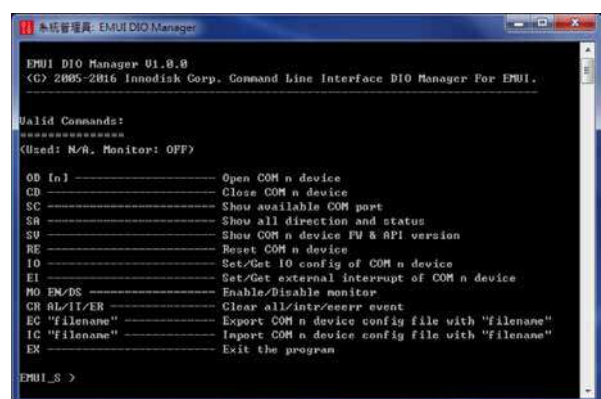 系統管理員: EMUI DIO Manager
EMUI DIO Manager V1.0.0
(C) 2005-2016 Innodisk Corp. Command Line Interface DIO Manager For EMUI.
Valid Commands:
===============
(Used: N/A, Monitor: OFF)
OD [n] ---------------------- Open COM n device
CD -------------------------- Close COM n device
SC -------------------------- Show available COM port
SA -------------------------- Show all direction and status
SV -------------------------- Show COM n device FW & API version
RE -------------------------- Reset COM n device
IO -------------------------- Set/Get IO config of COM n device
EI -------------------------- Set/Get external interrupt of COM n device
MO EN/DS -------------------- Enable/Disable monitor
CR AL/IT/ER ----------------- Clear all/intr/eeerr event
EC "filename" --------------- Export COM n device config file with "filename"
IC "filename" --------------- Import COM n device config file with "filename"
EX -------------------------- Exit the program
EMUI_S >